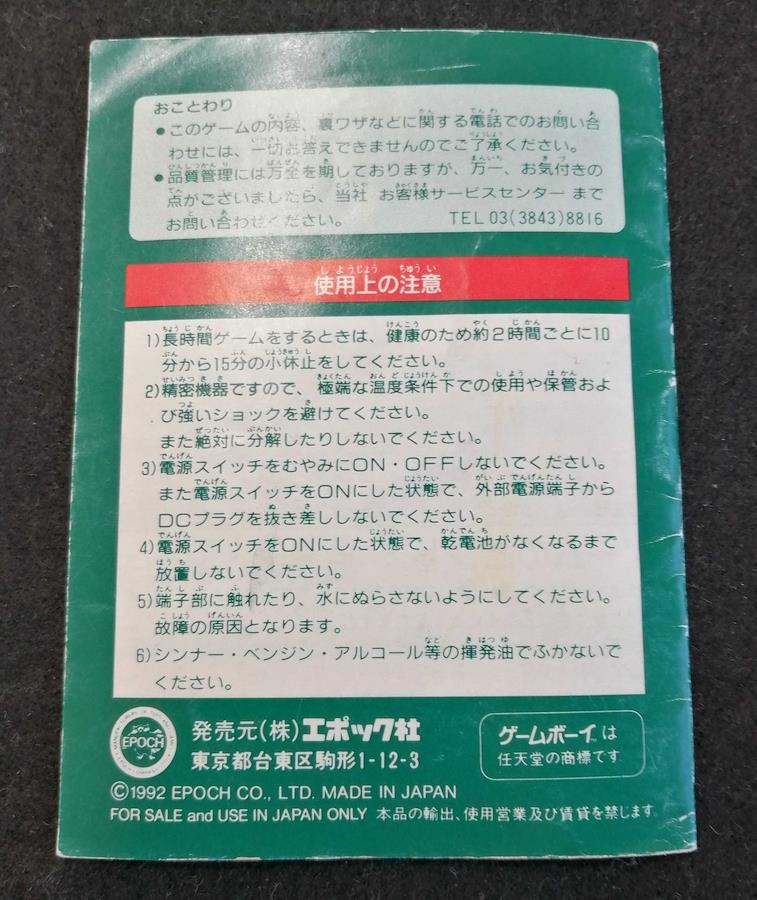 おことわり
●このゲームの内容、裏ワザなどに関する電話でのお問い合
わせには、一切お答えできませんのでご了承ください。
●品質管理には万全を期しておりますが、万一、お気付きの
点がございましたら、当社 お客様サービスセンター まで
お問い合わせください。 TEL 03(3843)8816
使用上の注意
1)長時間ゲームをするときは、健康のため約2時間ごとに10
分から15分の小休止をしてください。
2)精密機器ですので、極端な温度条件下での使用や保管およ
び強いショックを避けてください。
また絶対に分解したりしないでください。
3)電源スイッチをむやみにON・OFFしないでください。
また電源スイッチをONにした状態で、外部電源端子から
DCプラグを抜き差ししないでください。
4)電源スイッチをONにした状態で、乾電池がなくなるまで
放置しないでください。
5)端子部に触れたり、水にぬらさないようにしてください。
故障の原因となります。
6)シンナー・ベンジン・アルコール等の揮発油でふかないで
ください。
EPOCH
発売元(株)エポック社
東京都台東区駒形1-12-3
ゲームボーイは
任天堂の商標です
©1992 EPOCH CO., LTD. MADE IN JAPAN
FOR SALE and USE IN JAPAN ONLY 本品の輸出、使用営業及び賃貸を禁じます